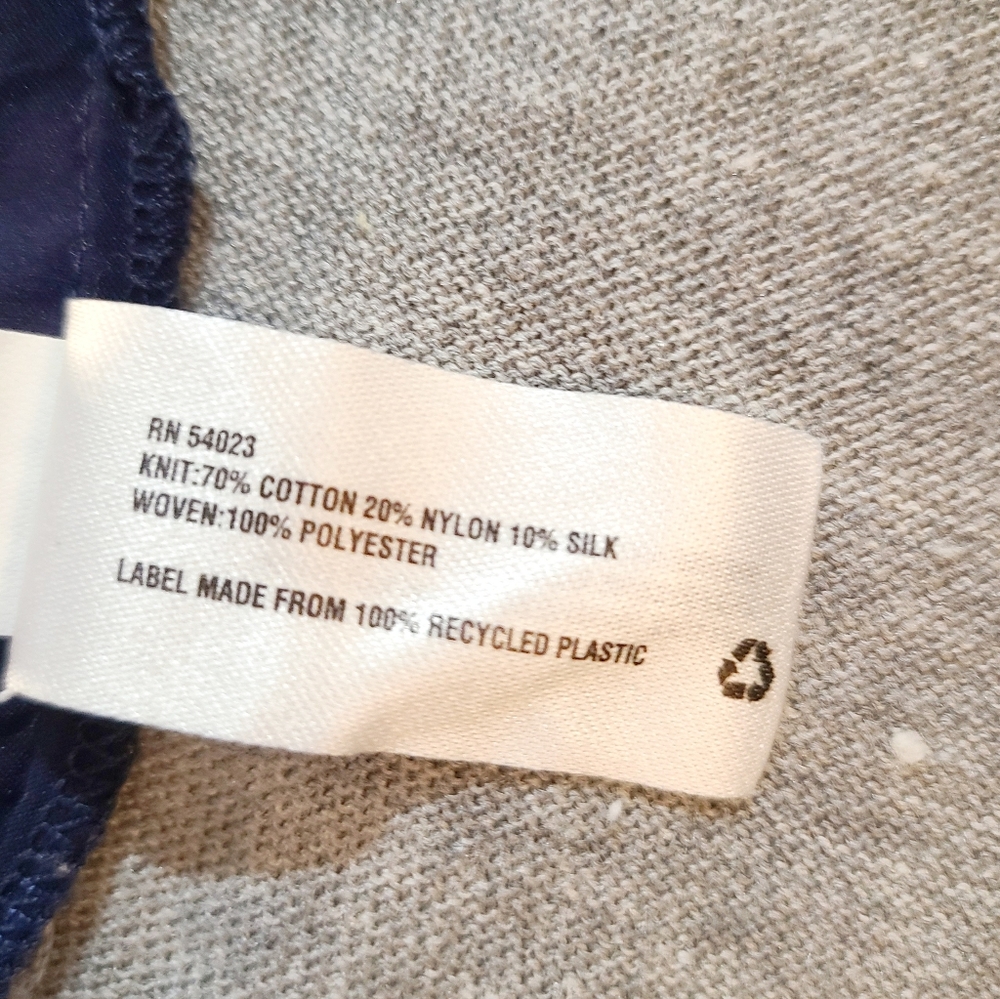 RN 54023
KNIT:70% COTTON 20% NYLON 10% SILK
WOVEN:100% POLYESTER
LABEL MADE FROM 100% RECYCLED PLASTIC